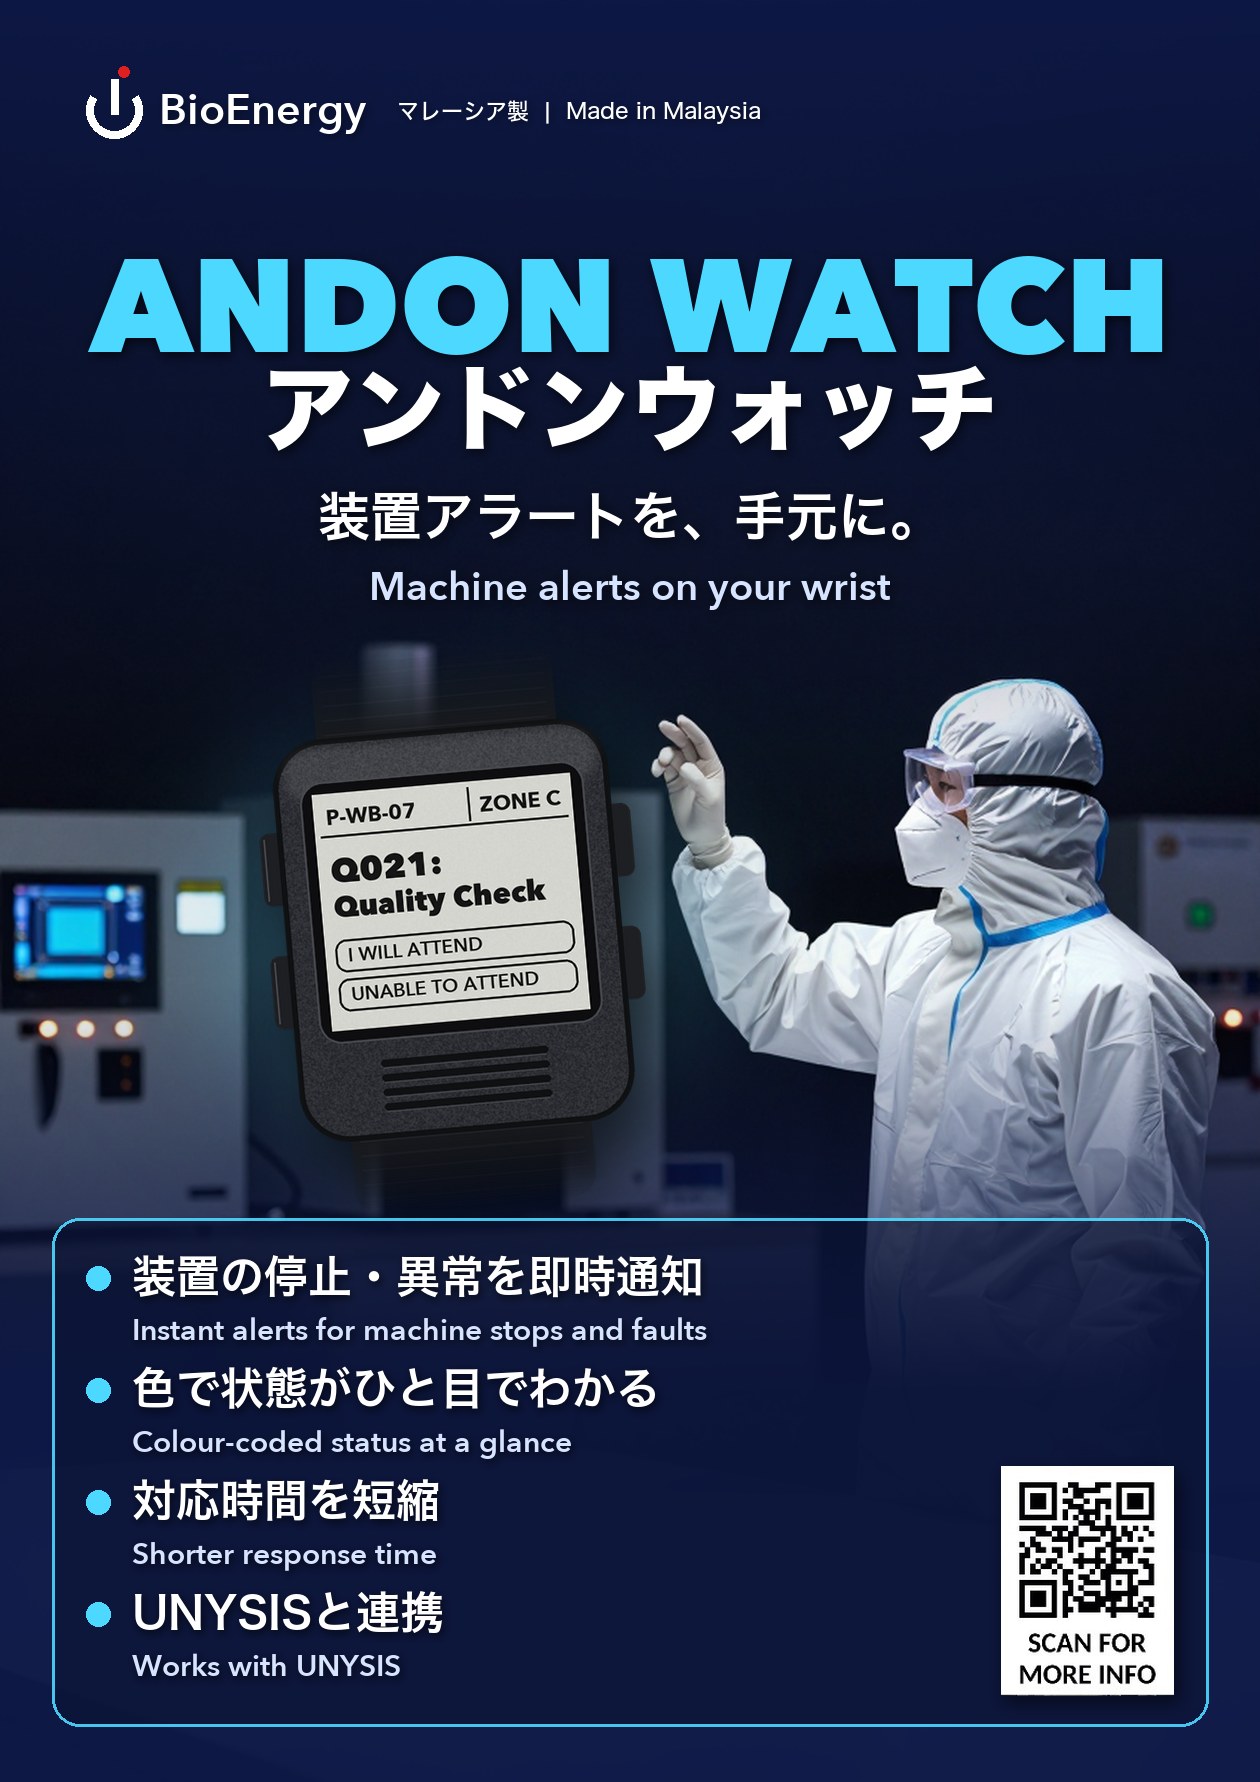 BioEnergy マレーシア製 | Made in Malaysia
ANDON WATCH
アンドンウォッチ
装置アラートを、手元に。
Machine alerts on your wrist
P-WB-07 ZONE C
Q021:
Quality Check
I WILL ATTEND
UNABLE TO ATTEND
装置の停止・異常を即時通知
Instant alerts for machine stops and faults
色で状態がひと目でわかる
Colour-coded status at a glance
対応時間を短縮
Shorter response time
UNYSISと連携
Works with UNYSIS
SCAN FOR
MORE INFO